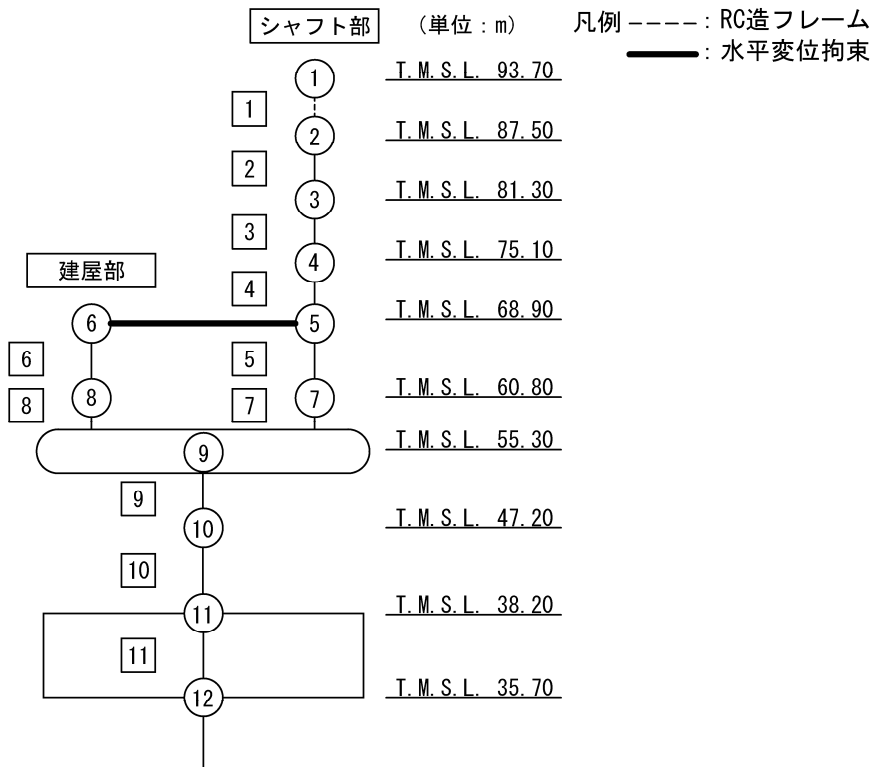 シャフト部 (単位:m) 凡例 ----: RC造フレーム
: 水平変位拘束
① T.M.S.L. 93.70
1
② T.M.S.L. 87.50
2
③ T.M.S.L. 81.30
3
④ T.M.S.L. 75.10
建屋部
4
⑥ ⑤ T.M.S.L. 68.90
6 5
⑧ ⑦ T.M.S.L. 60.80
8 7
⑨ T.M.S.L. 55.30
9
⑩ T.M.S.L. 47.20
10
⑪ T.M.S.L. 38.20
11
⑫ T.M.S.L. 35.70